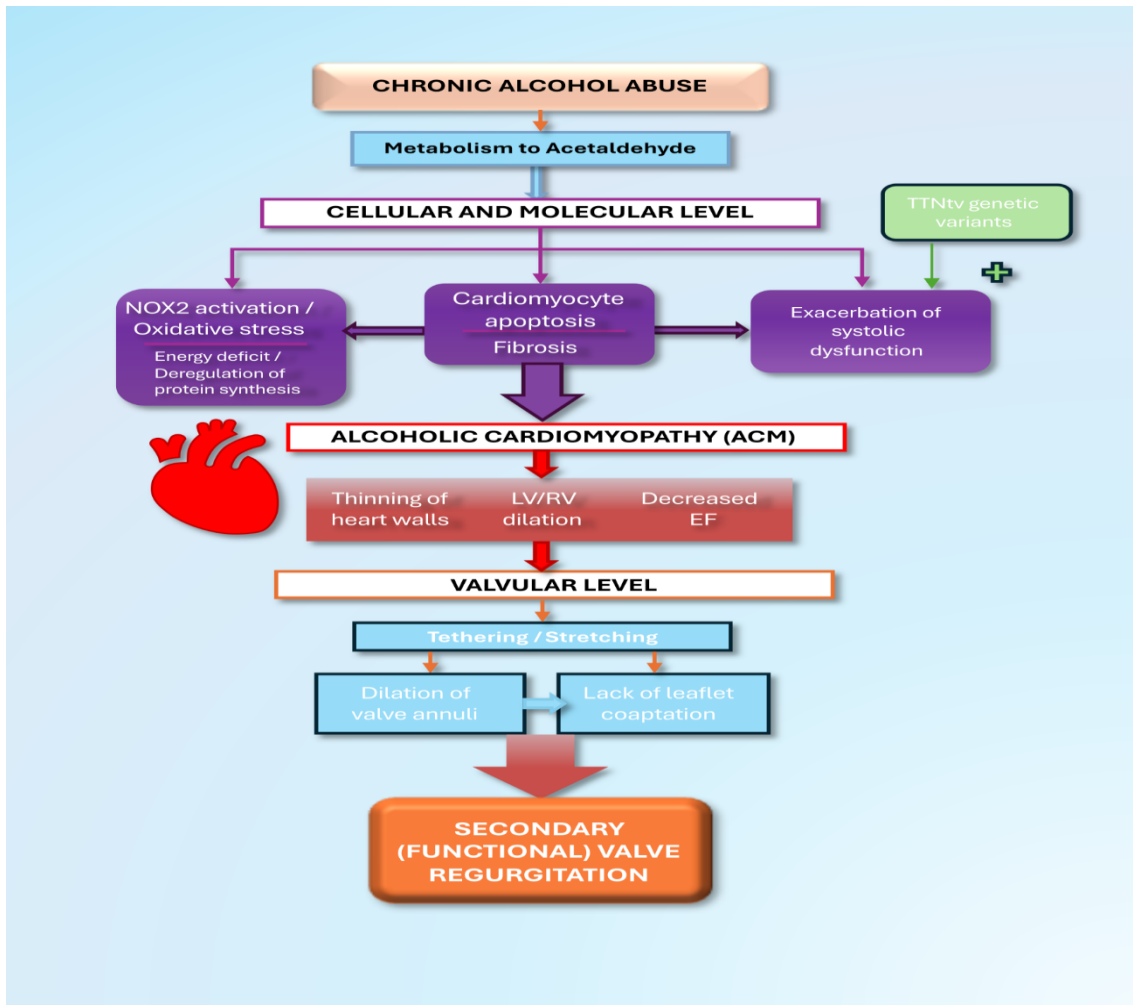 CHRONIC ALCOHOL ABUSE
Metabolism to Acetaldehyde
CELLULAR AND MOLECULAR LEVEL
TTNtv genetic
variants
NOX2 activation /
Oxidative stress
Energy deficit /
Deregulation of
protein synthesis
Cardiomyocyte
apoptosis
Fibrosis
Exacerbation of
systolic
dysfunction
ALCOHOLIC CARDIOMYOPATHY (ACM)
Thinning of
heart walls
LV/RV
dilation
Decreased
EF
VALVULAR LEVEL
Tethering / Stretching
Dilation of
valve annuli
Lack of leaflet
coaptation
SECONDARY
(FUNCTIONAL) VALVE
REGURGITATION